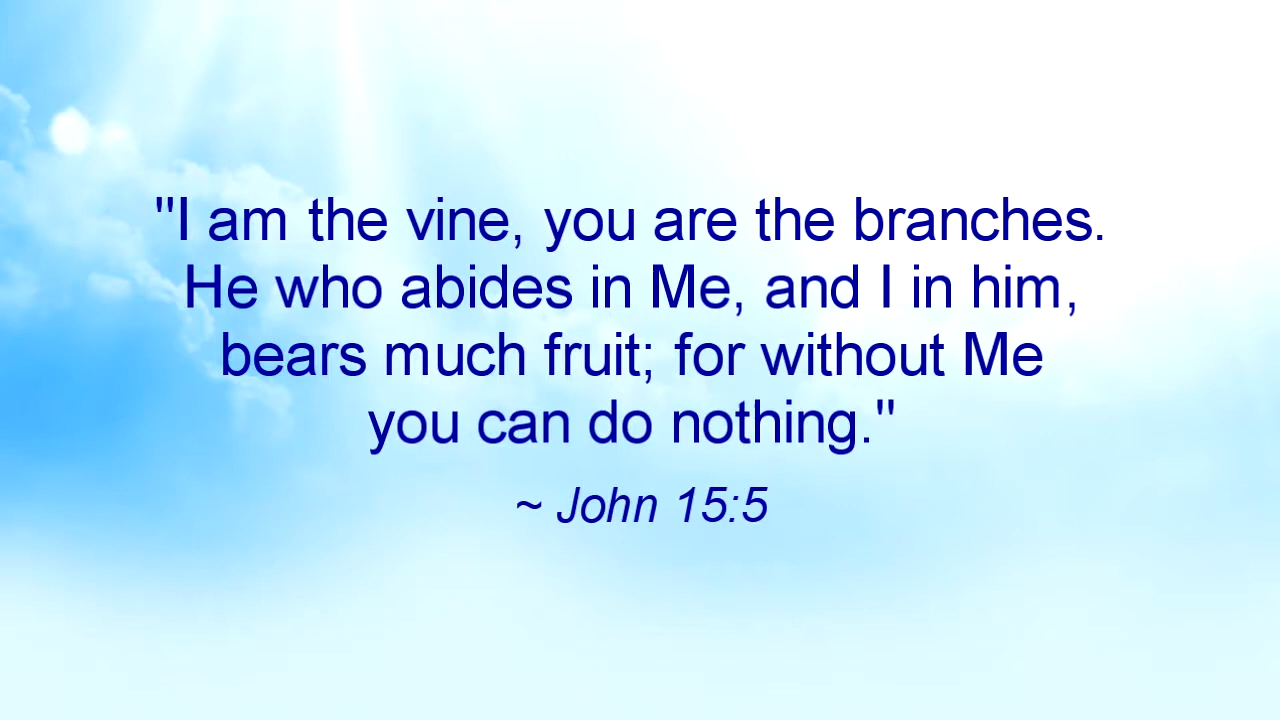 "I am the vine, you are the branches.
He who abides in Me, and I in him,
bears much fruit; for without Me
you can do nothing."
~ John 15:5